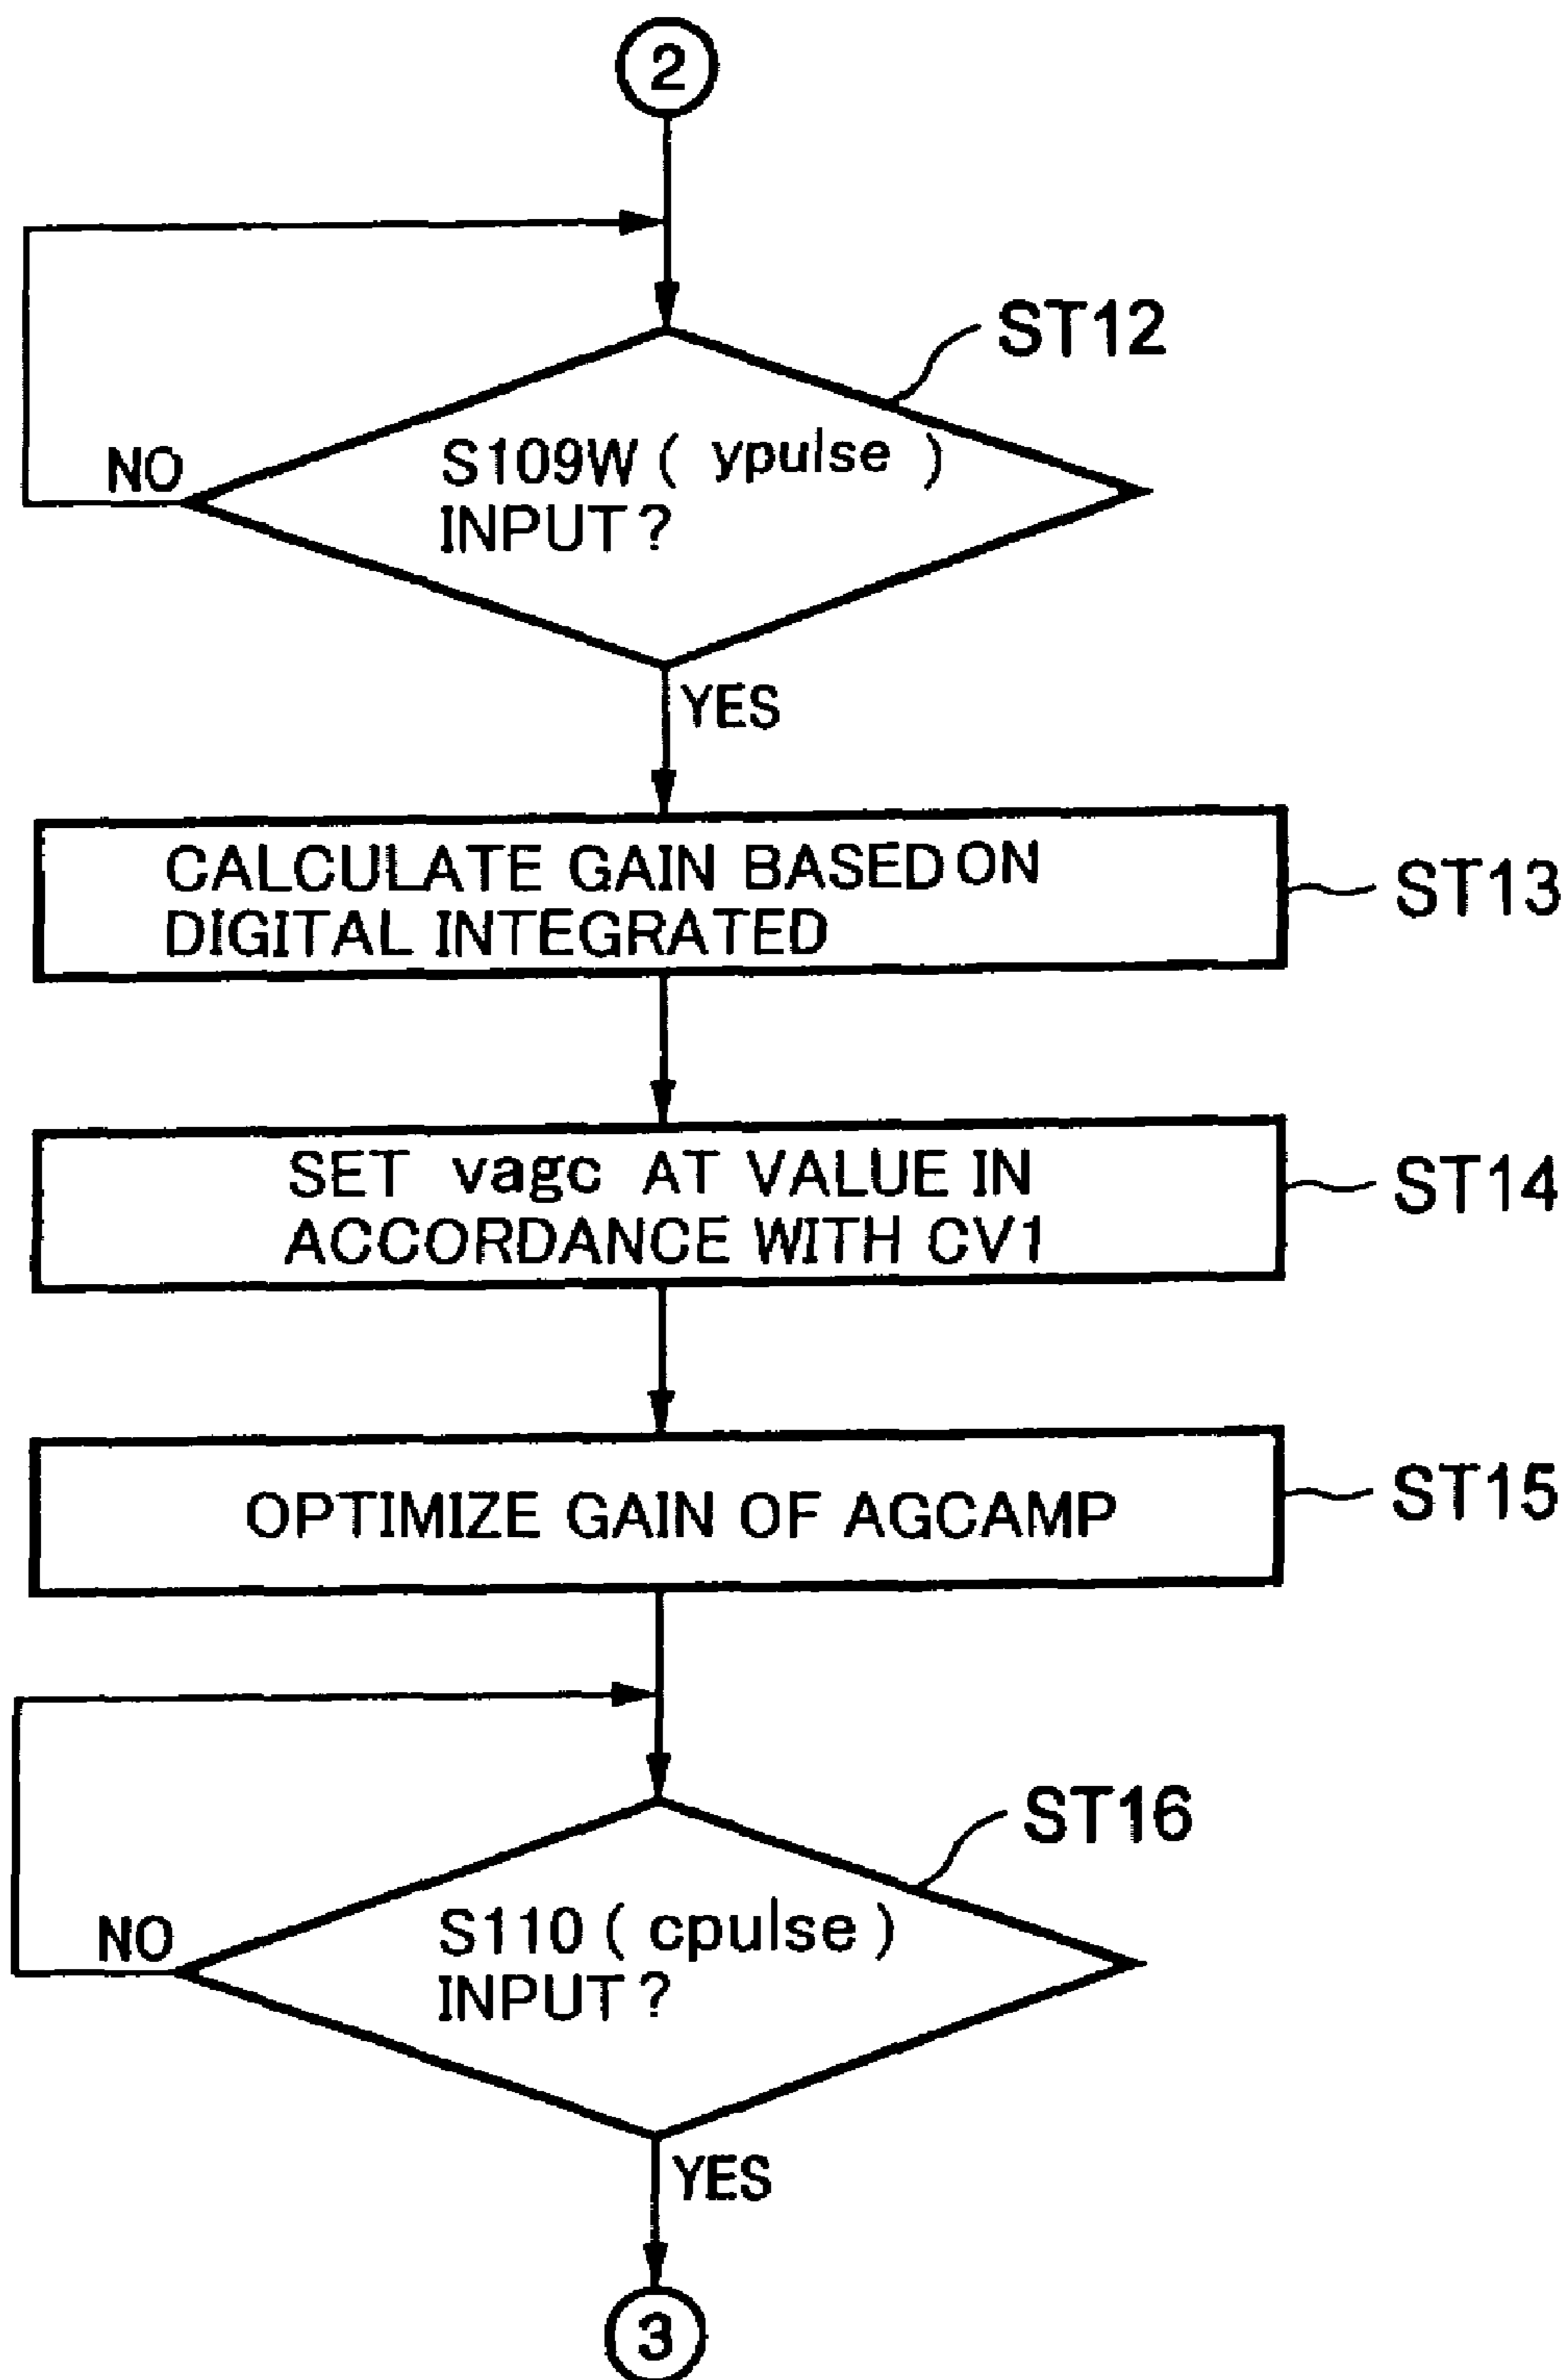 2
ST12
NO
S109W ( ypulse )
INPUT ?
YES
CALCULATE GAIN BASED ON
DIGITAL INTEGRATED
ST13
SET vagc AT VALUE IN
ACCORDANCE WITH CV1
ST14
OPTIMIZE GAIN OF AGCAMP
ST15
ST16
NO
S110 ( cpulse )
INPUT ?
YES
3